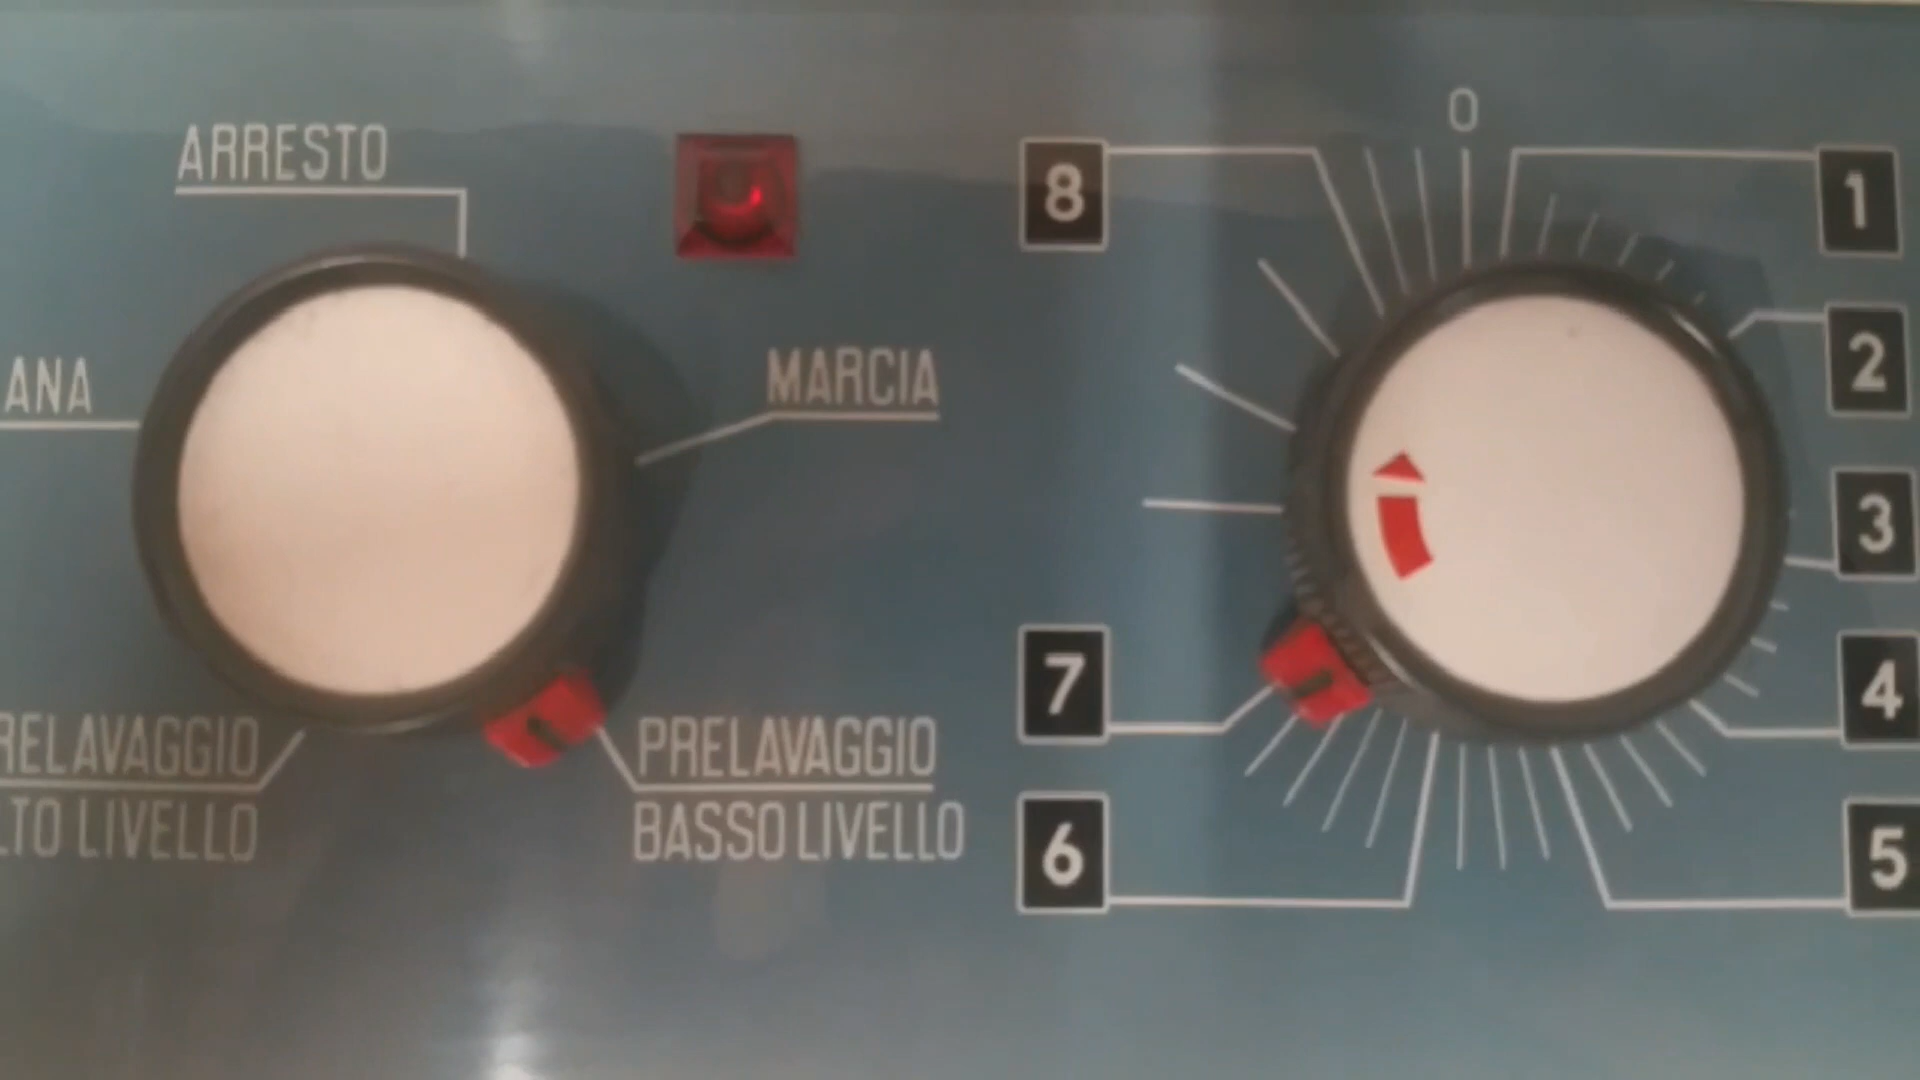 ARRESTO
ANA
MARCIA
RELAVAGGIO
LTO LIVELLO
PRELAVAGGIO
BASSO LIVELLO
0
8
1
2
3
7
4
6
5